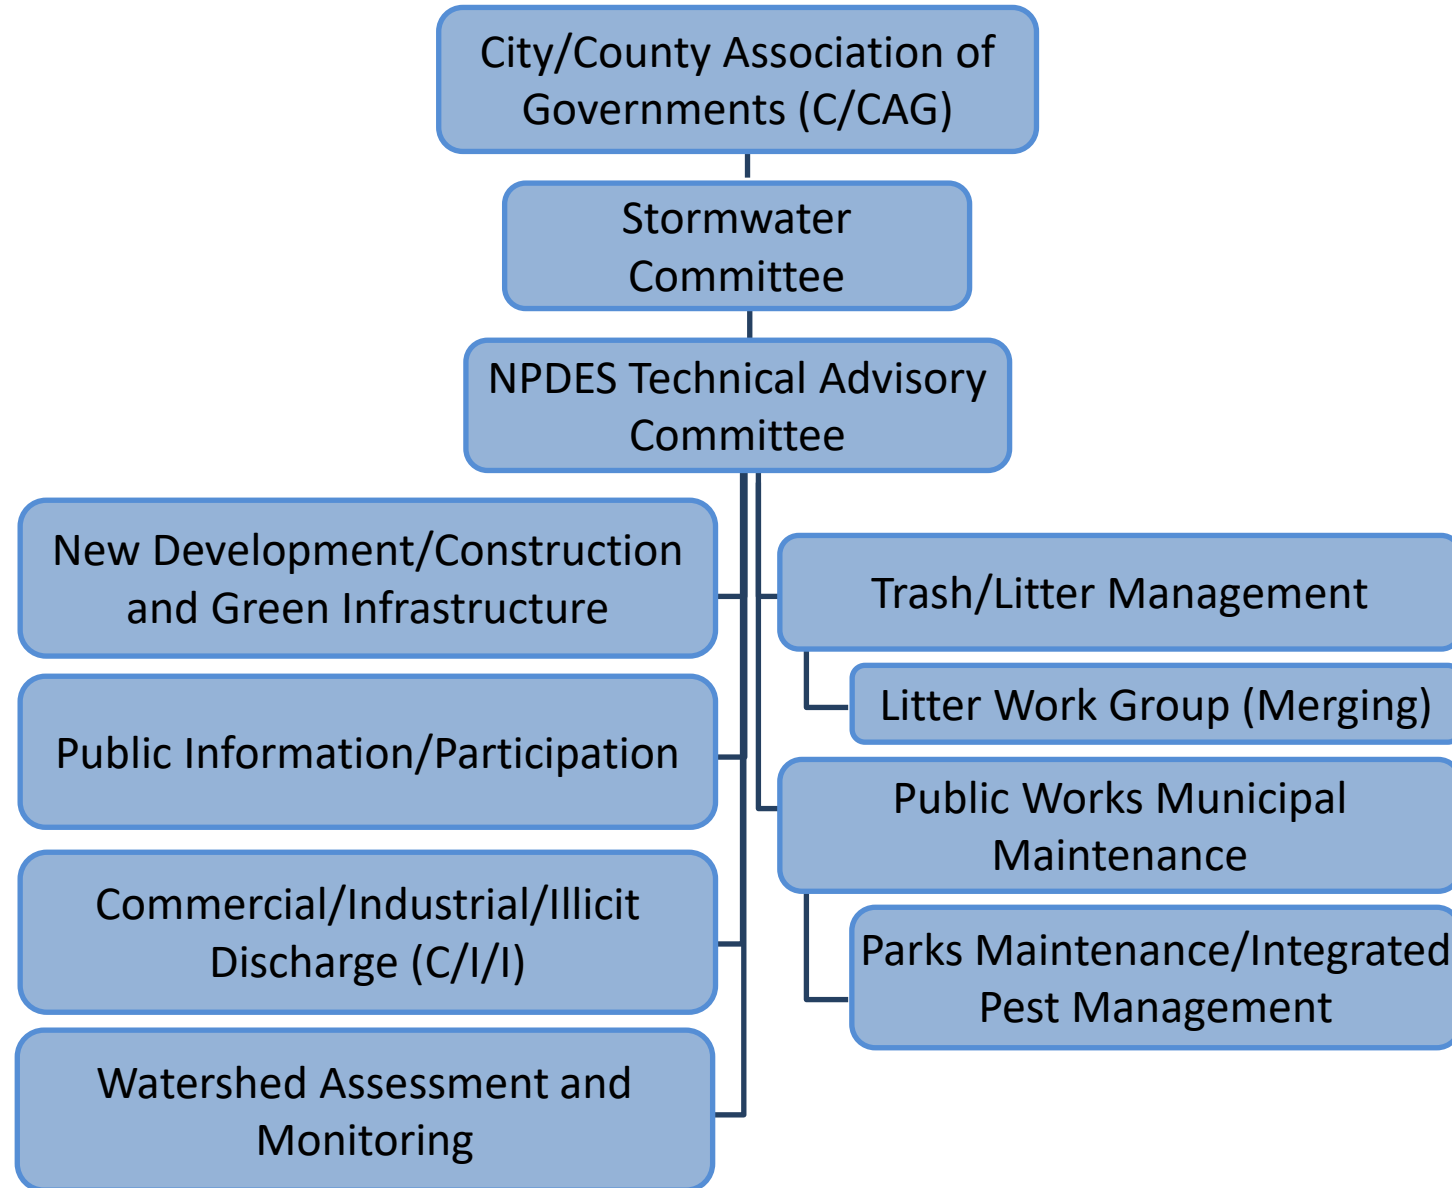 City/County Association of
Governments (C/CAG)
Stormwater
Committee
NPDES Technical Advisory
Committee
New Development/Construction
and Green Infrastructure
Public Information/Participation
Commercial/Industrial/Illicit
Discharge (C/I/I)
Watershed Assessment and
Monitoring
Trash/Litter Management
Litter Work Group (Merging)
Public Works Municipal
Maintenance
Parks Maintenance/Integrated
Pest Management